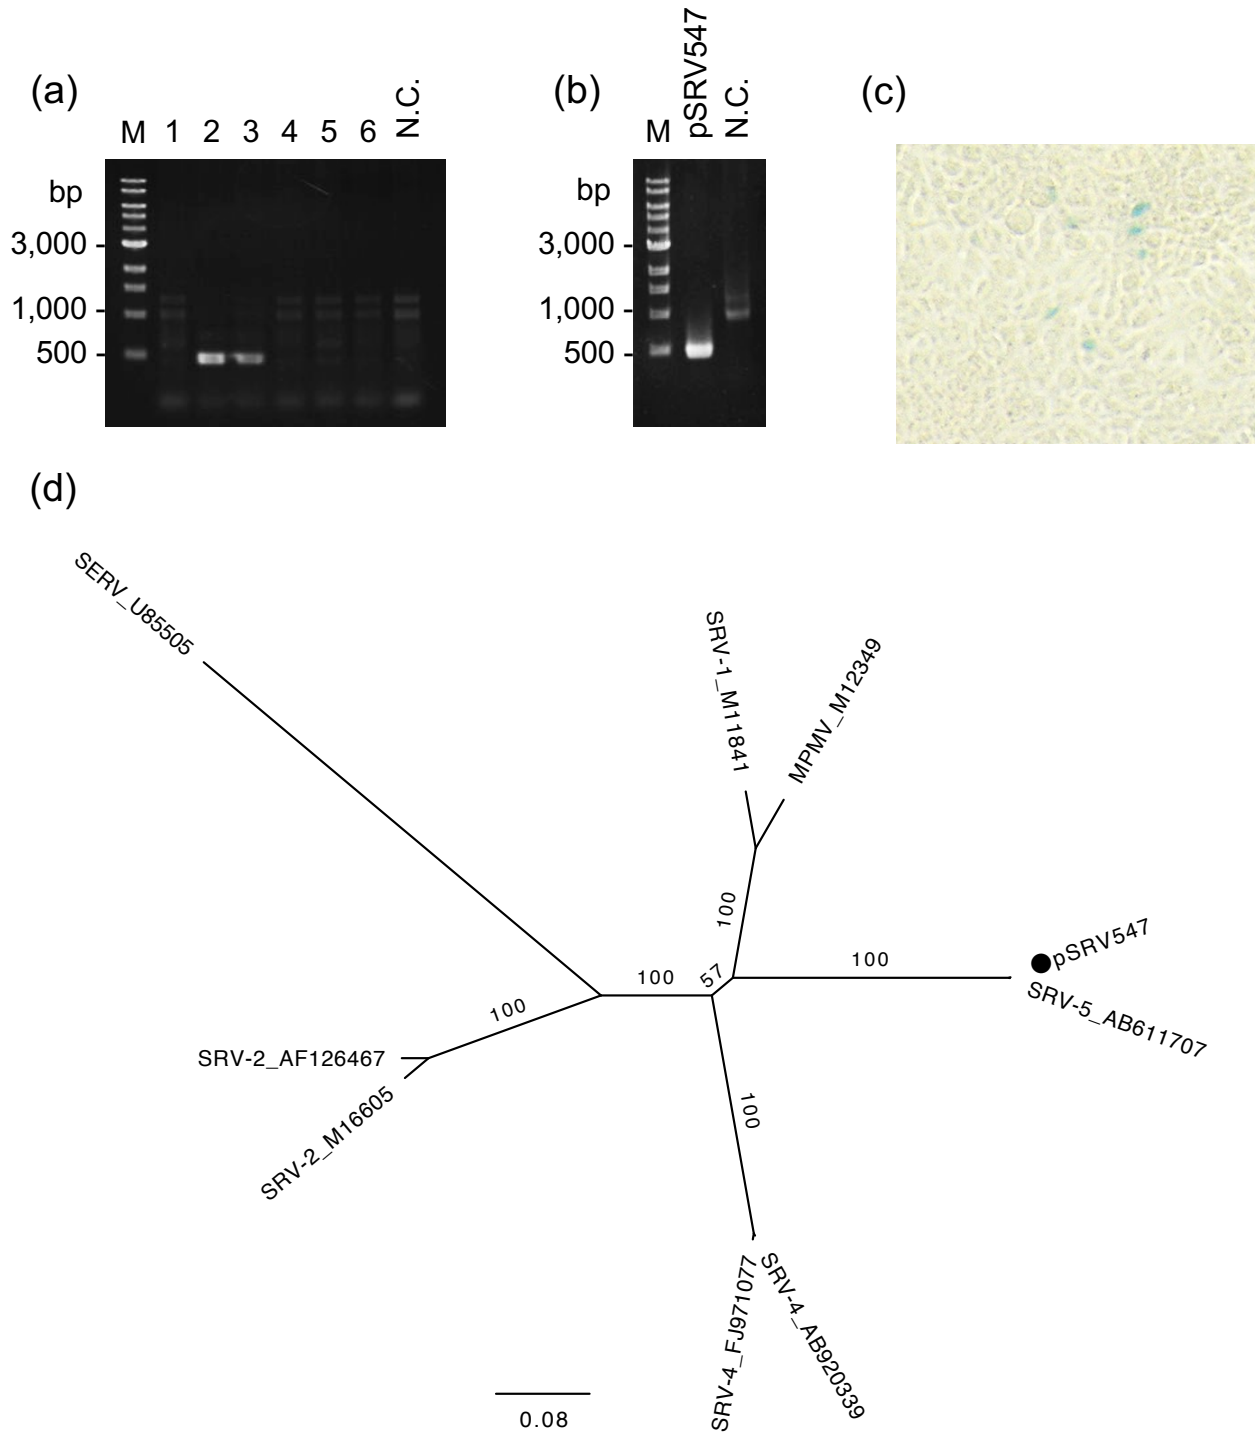 (a)
M 1 2 3 4 5 6 N.C.
bp
3,000
1,000
500
(b)
M pSRV547 N.C.
bp
3,000
1,000
500
(c)
(d)
SERV_U85505
SRV-1_M11841
MPMV_M12349
100
pSRV547
100
57
100
SRV-5_AB611707
100
SRV-2_AF126467
SRV-2_M16605
100
SRV-4_FJ971077
SRV-4_AB920339
0.08